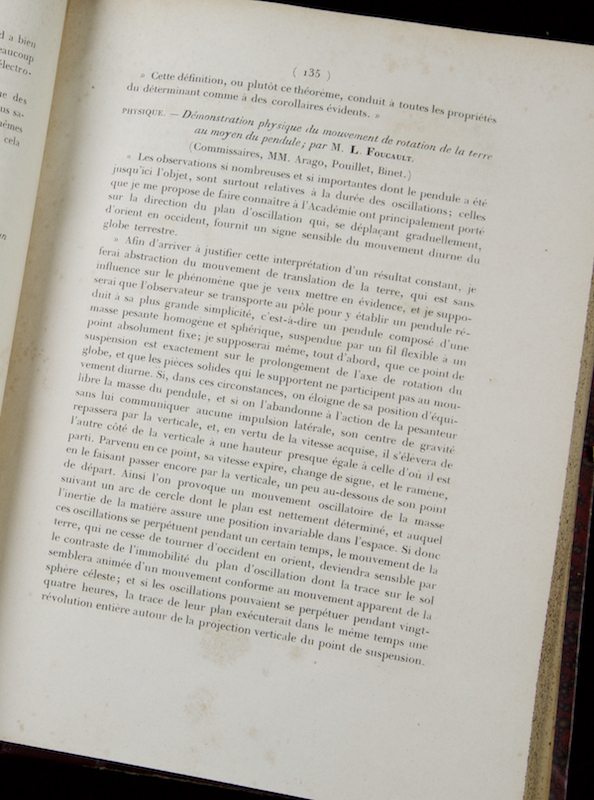 d a bien
eaucoup
électro-
ue des
us sa-
nêmes
cela
un
( 135 )
» Cette définition, ou plutôt ce théorème, conduit à toutes les propriétés
du déterminant comme à des corollaires évidents. »
PHYSIQUE. — Démonstration physique du mouvement de rotation de la terre
au moyen du pendule; par M. L. FOUCAULT.
(Commissaires, MM. Arago, Pouillet, Binet.)
« Les observations si nombreuses et si importantes dont le pendule a été
jusqu'ici l'objet, sont surtout relatives à la durée des oscillations; celles
que je me propose de faire connaître à l'Académie ont principalement porté
sur la direction du plan d'oscillation qui, se déplaçant graduellement,
d'orient en occident, fournit un signe sensible du mouvement diurne du
globe terrestre.
» Afin d'arriver à justifier cette interprétation d'un résultat constant, je
ferai abstraction du mouvement de translation de la terre, qui est sans
influence sur le phénomène que je veux mettre en évidence, et je suppo-
serai que l'observateur se transporte au pôle pour y établir un pendule ré-
duit à sa plus grande simplicité, c'est-à-dire un pendule composé d'une
masse pesante homogène et sphérique, suspendue par un fil flexible à un
point absolument fixe; je supposerai même, tout d'abord, que ce point de
suspension est exactement sur le prolongement de l'axe de rotation du
globe, et que les pièces solides qui le supportent ne participent pas au mou-
vement diurne. Si, dans ces circonstances, on éloigne de sa position d'équi-
libre la masse du pendule, et si on l'abandonne à l'action de la pesanteur
sans lui communiquer aucune impulsion latérale, son centre de gravité
repassera par la verticale, et, en vertu de la vitesse acquise, il s'élèvera de
l'autre côté de la verticale à une hauteur presque égale à celle d'où il est
parti. Parvenu en ce point, sa vitesse expire, change de signe, et le ramène,
en le faisant passer encore par la verticale, un peu au-dessous de son point
de départ. Ainsi l'on provoque un mouvement oscillatoire de la masse
suivant un arc de cercle dont le plan est nettement déterminé, et auquel
l'inertie de la matière assure une position invariable dans l'espace. Si donc
ces oscillations se perpétuent pendant un certain temps, le mouvement de la
terre, qui ne cesse de tourner d'occident en orient, deviendra sensible par
le contraste de l'immobilité du plan d'oscillation dont la trace sur le sol
semblera animée d'un mouvement conforme au mouvement apparent de la
sphère céleste; et si les oscillations pouvaient se perpétuer pendant vingt-
quatre heures, la trace de leur plan exécuterait dans le même temps une
révolution entière autour de la projection verticale du point de suspension.